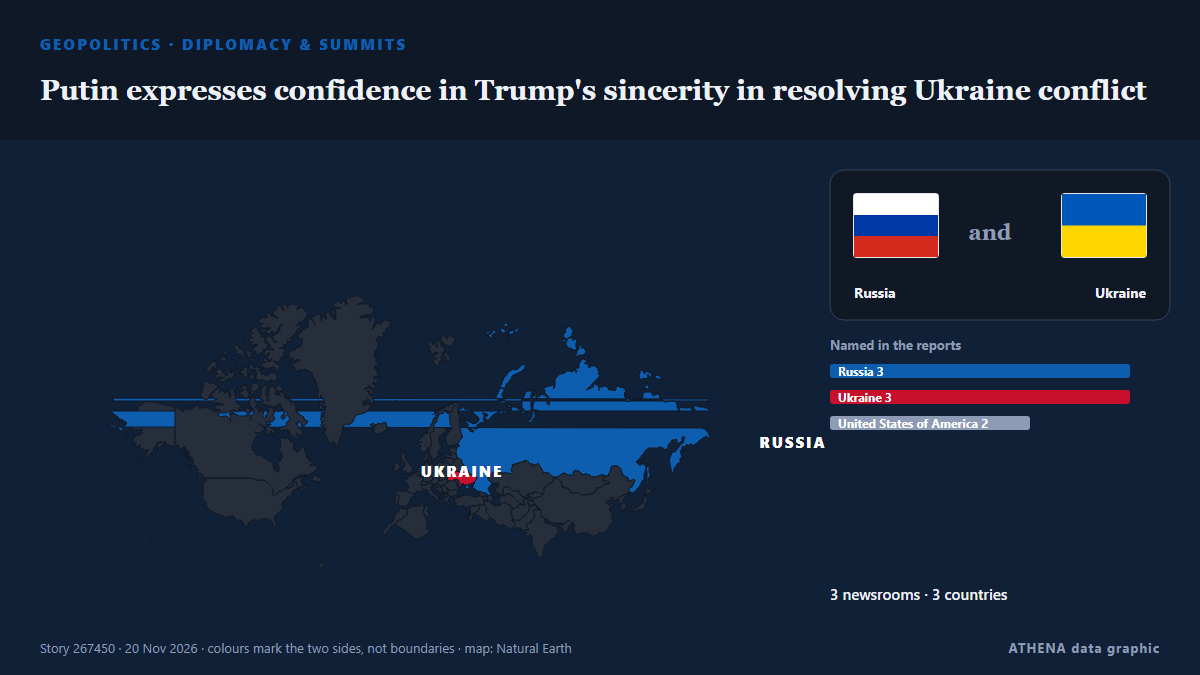 GEOPOLITICS · DIPLOMACY & SUMMITS
Putin expresses confidence in Trump's sincerity in resolving Ukraine conflict
and
Russia
Ukraine
Named in the reports
Russia 3
Ukraine 3
United States of America 2
RUSSIA
UKRAINE
3 newsrooms · 3 countries
Story 267450 · 20 Nov 2026 · colours mark the two sides, not boundaries · map: Natural Earth
ATHENA data graphic